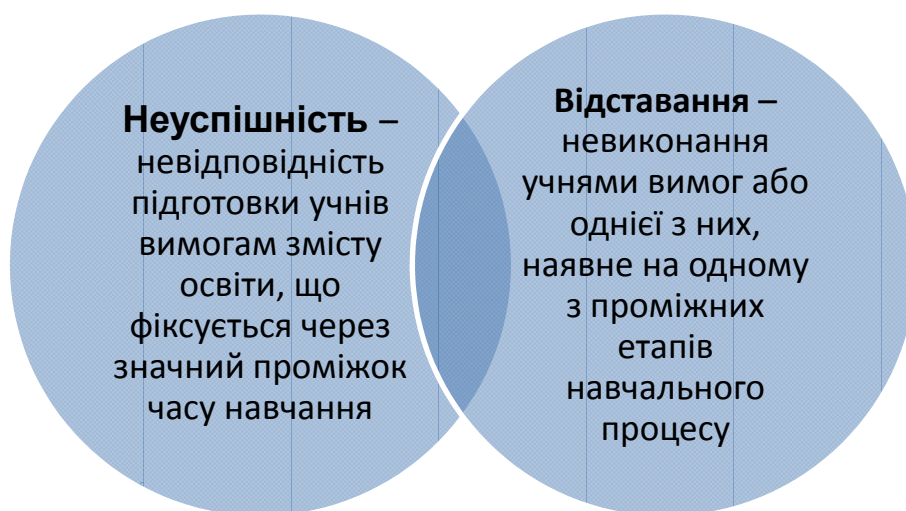 Неуспішність –
невідповідність
підготовки учнів
вимогам змісту
освіти, що
фіксується через
значний проміжок
часу навчання
Відставання –
невиконання
учнями вимог або
однієї з них,
наявне на одному
з проміжних
етапів
навчального
процесу